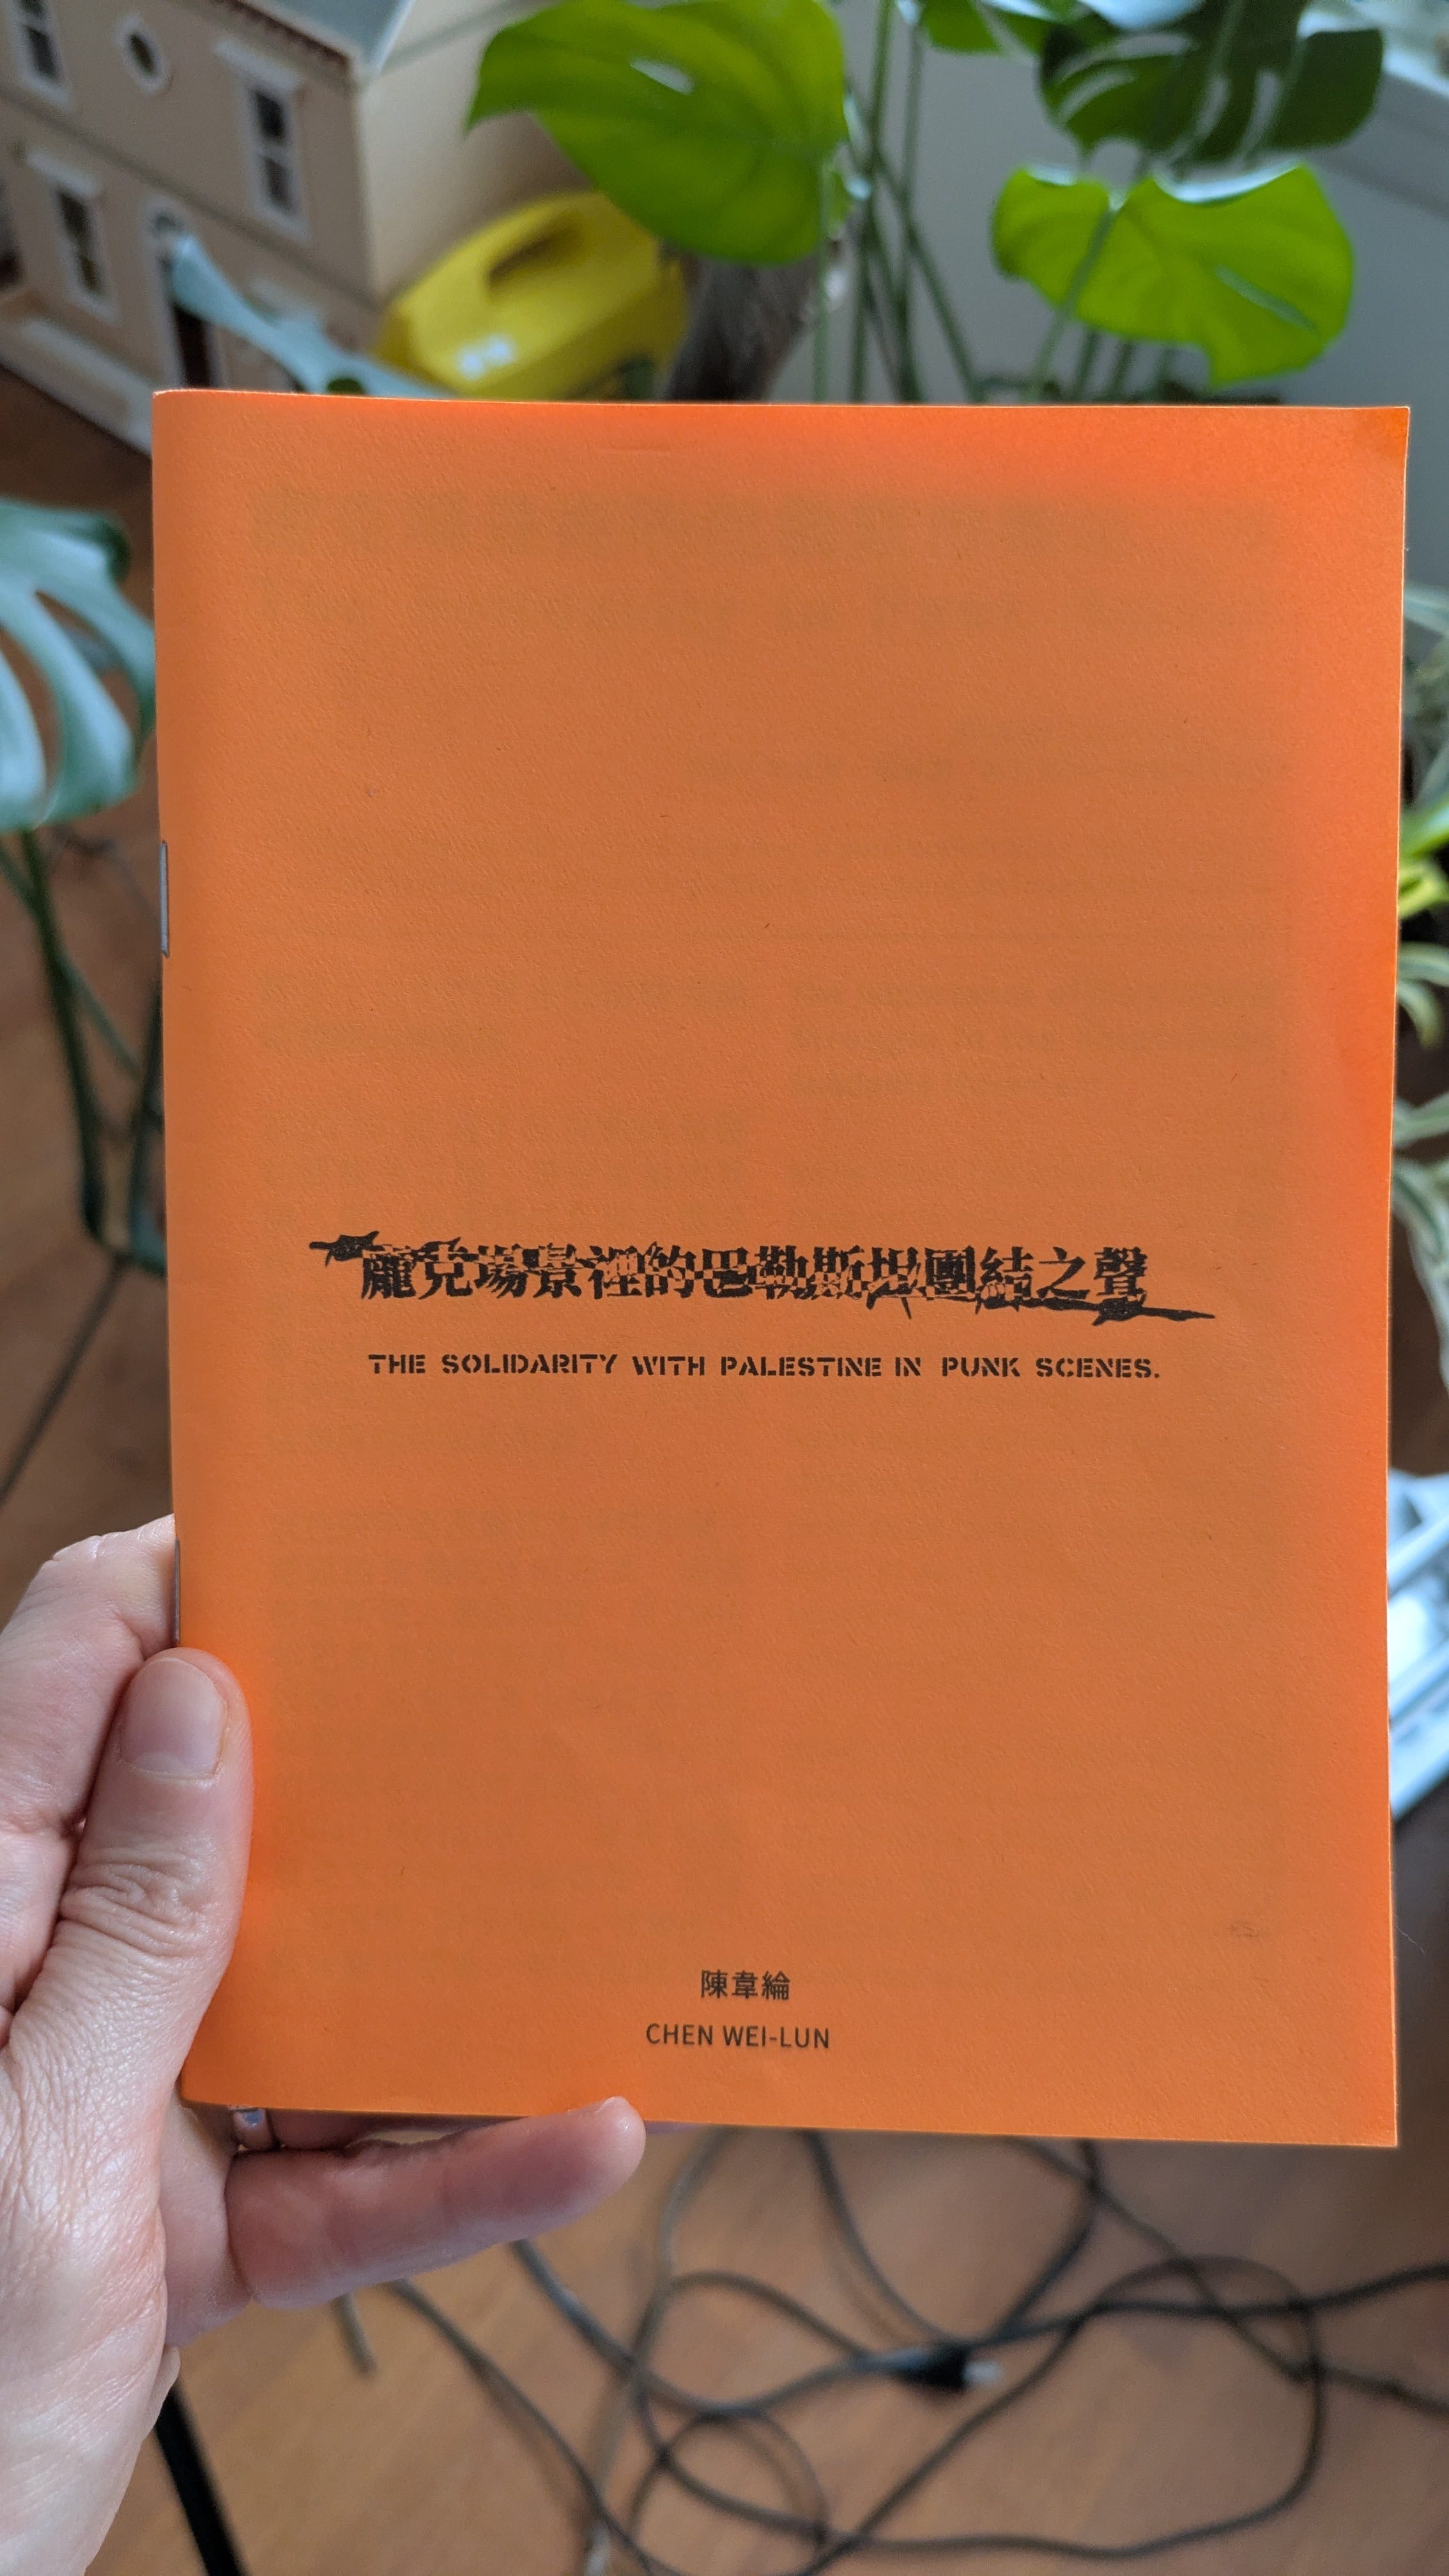 龐克場景裡的巴勒斯坦團結之聲
THE SOLIDARITY WITH PALESTINE IN PUNK SCENES.
陳韋綸
CHEN WEI-LUN